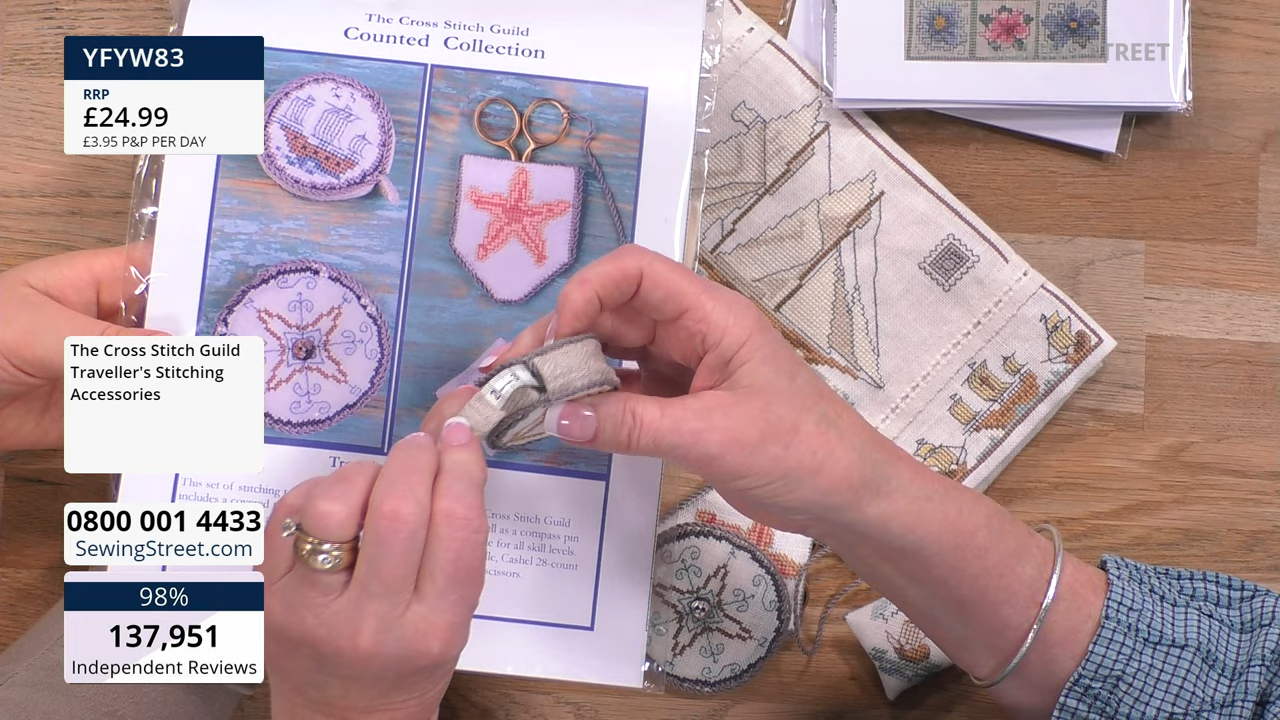 YFYW83
RRP
£24.99
£3.95 P&P PER DAY
The Cross Stitch Guild
Counted Collection
TREET
The Cross Stitch Guild
Traveller's Stitching
Accessories
This set of stitching
includes a covered
Cross Stitch Guild
as a compass pin
for all skill levels.
Cashel 28-count
scissors.
0800 001 4433
SewingStreet.com
98%
137,951
Independent Reviews